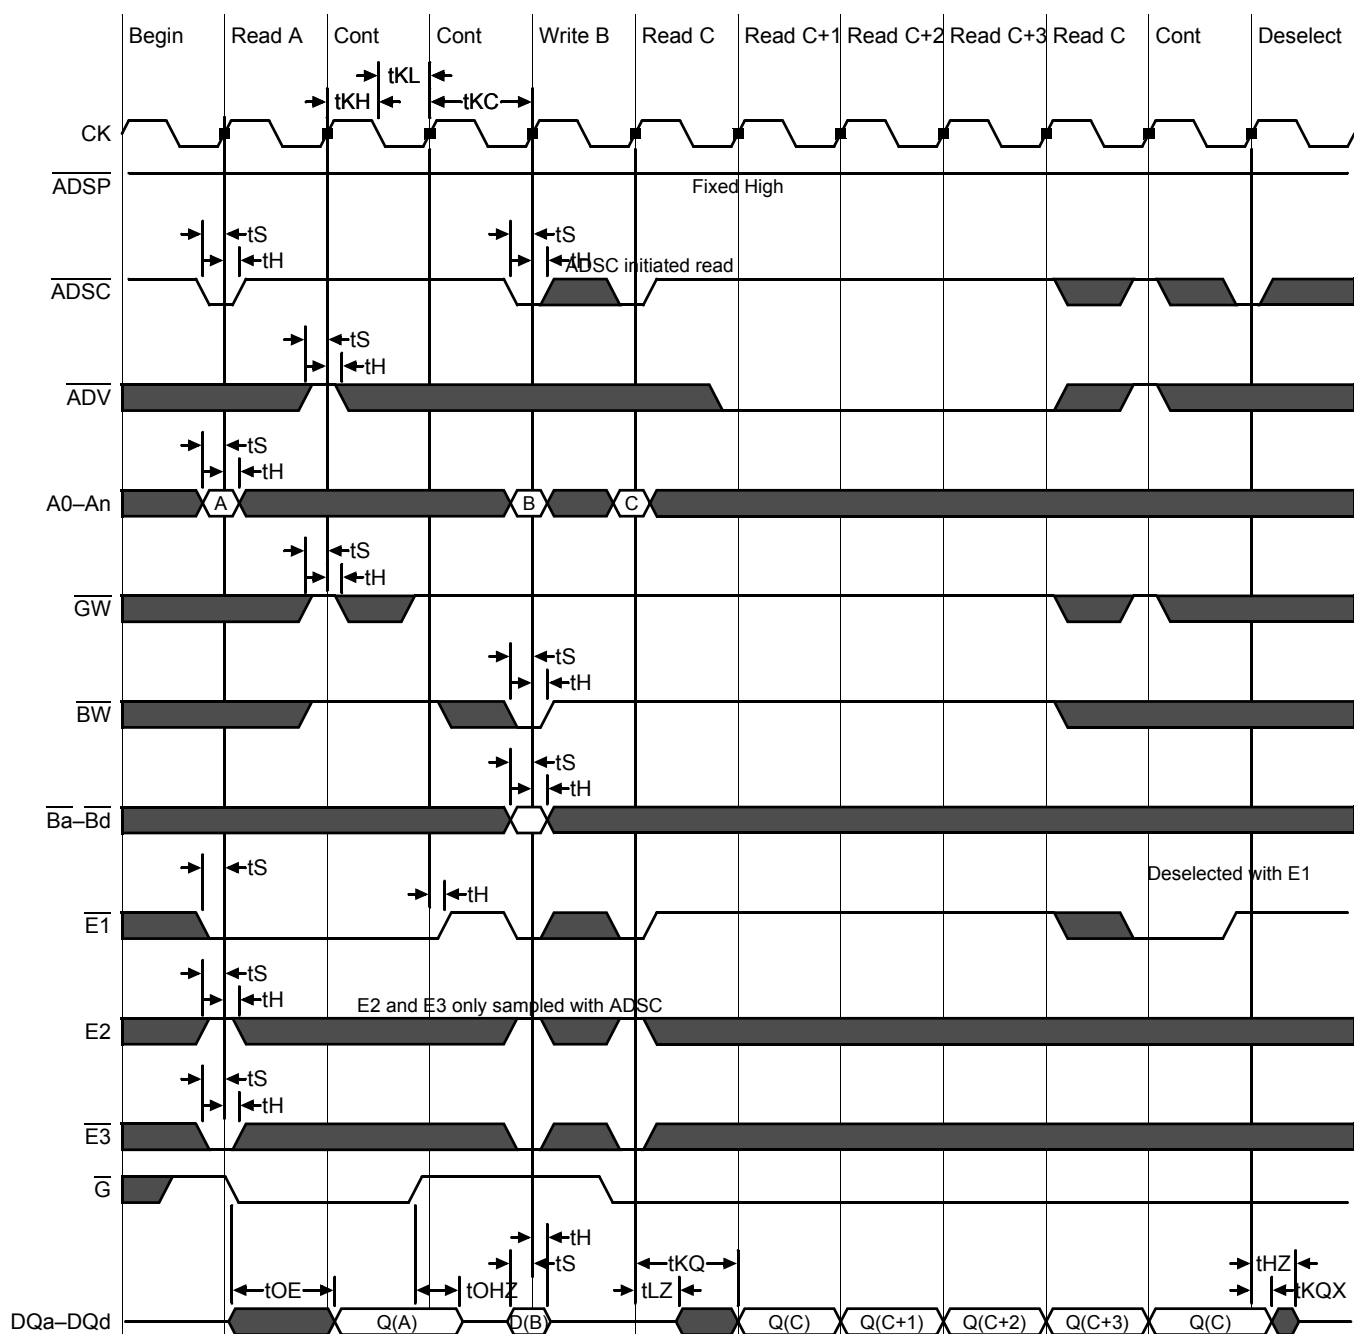 Begin Read A Cont Cont Write B Read C Read C+1 Read C+2 Read C+3 Read C Cont Deselect
tKL
tKH tKC
CK
ADSP
Fixed High
tS tS
tH tH
ADSC initiated read
ADSC
tS
tH
ADV
tS
tH
A0–An A B C
tS
tH
GW
tS
tH
BW
tS
tH
Ba–Bd
tS
Deselected with E1
tH
E1
tS
tH
E2 and E3 only sampled with ADSC
E2
tS
tH
E3
G
tH
tS tKQ tHZ
tOE tOHZ tLZ tKQX
DQa–DQd Q(A) D(B) Q(C) Q(C+1) Q(C+2) Q(C+3) Q(C)